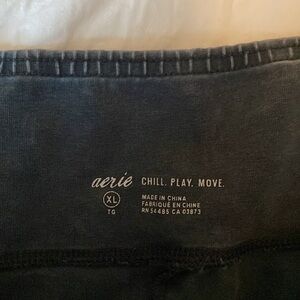 aerie CHILL. PLAY. MOVE.
XL
TG
MADE IN CHINA
FABRIQUÉ EN CHINE
RN 54485 CA 03873